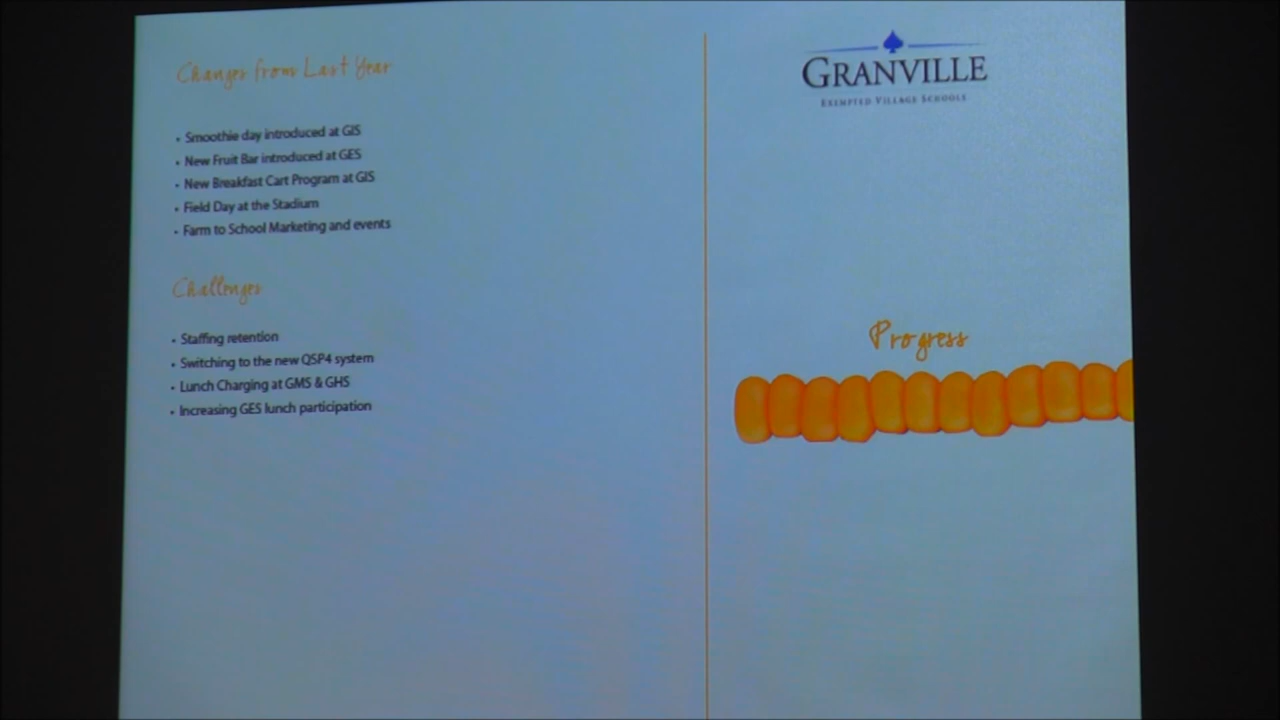 Changes from Last Year
• Smoothie day introduced at GIS
• New Fruit Bar introduced at GES
• New Breakfast Cart Program at GIS
• Field Day at the Stadium
• Farm to School Marketing and events
Challenges
• Staffing retention
• Switching to the new QSP4 system
• Lunch Charging at GMS & GHS
• Increasing GES lunch participation
GRANVILLE
EXEMPTED VILLAGE SCHOOLS
Progress